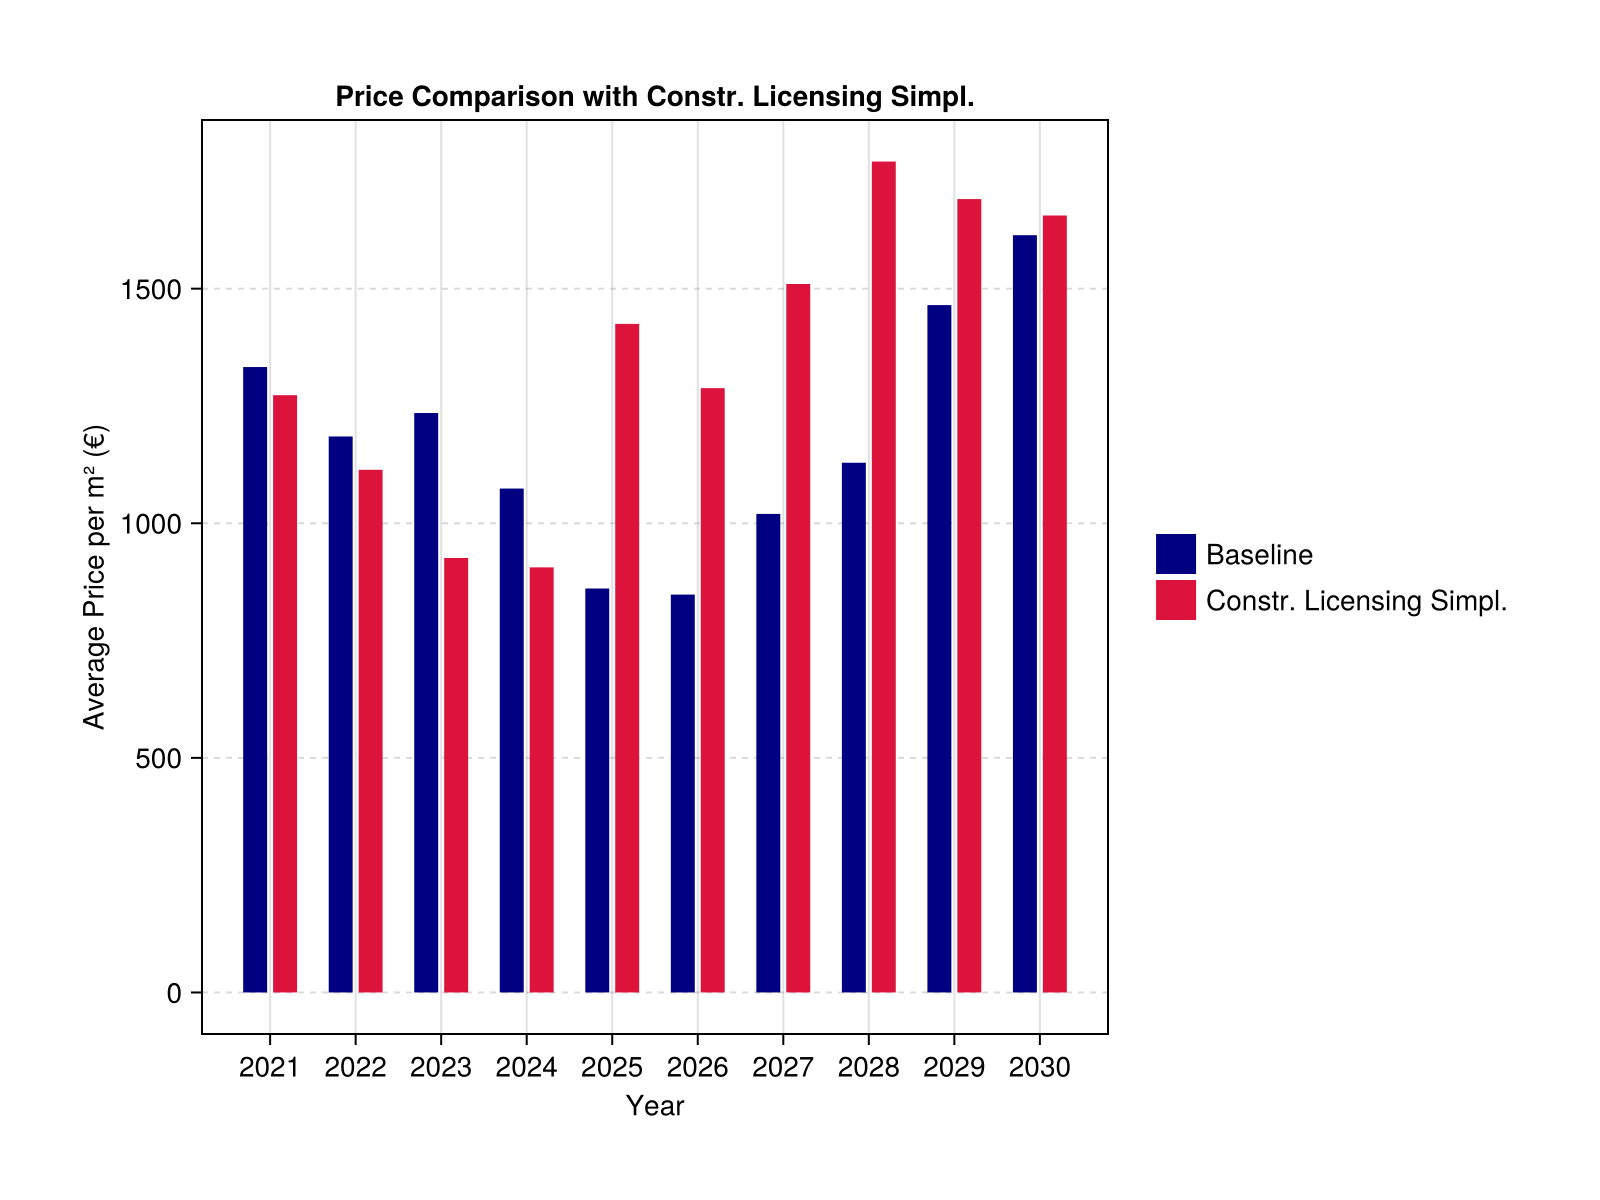 Price Comparison with Constr. Licensing Simpl.
Average Price per m² (€)
1500
1000
500
0
2021 2022 2023 2024 2025 2026 2027 2028 2029 2030
Year
Baseline
Constr. Licensing Simpl.